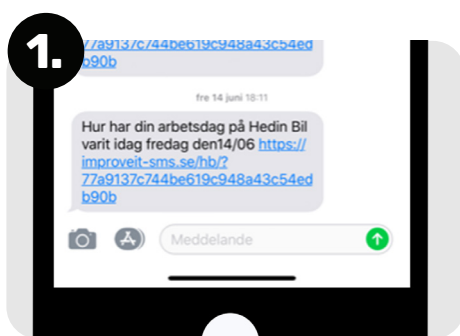 1.
77a9137c744be619c948a43c54ed
b90b
fre 14 juni 18:11
Hur har din arbetsdag på Hedin Bil
varit idag fredag den14/06 https://
improveit-sms.se/hb/?
77a9137c744be619c948a43c54ed
b90b
Meddelande